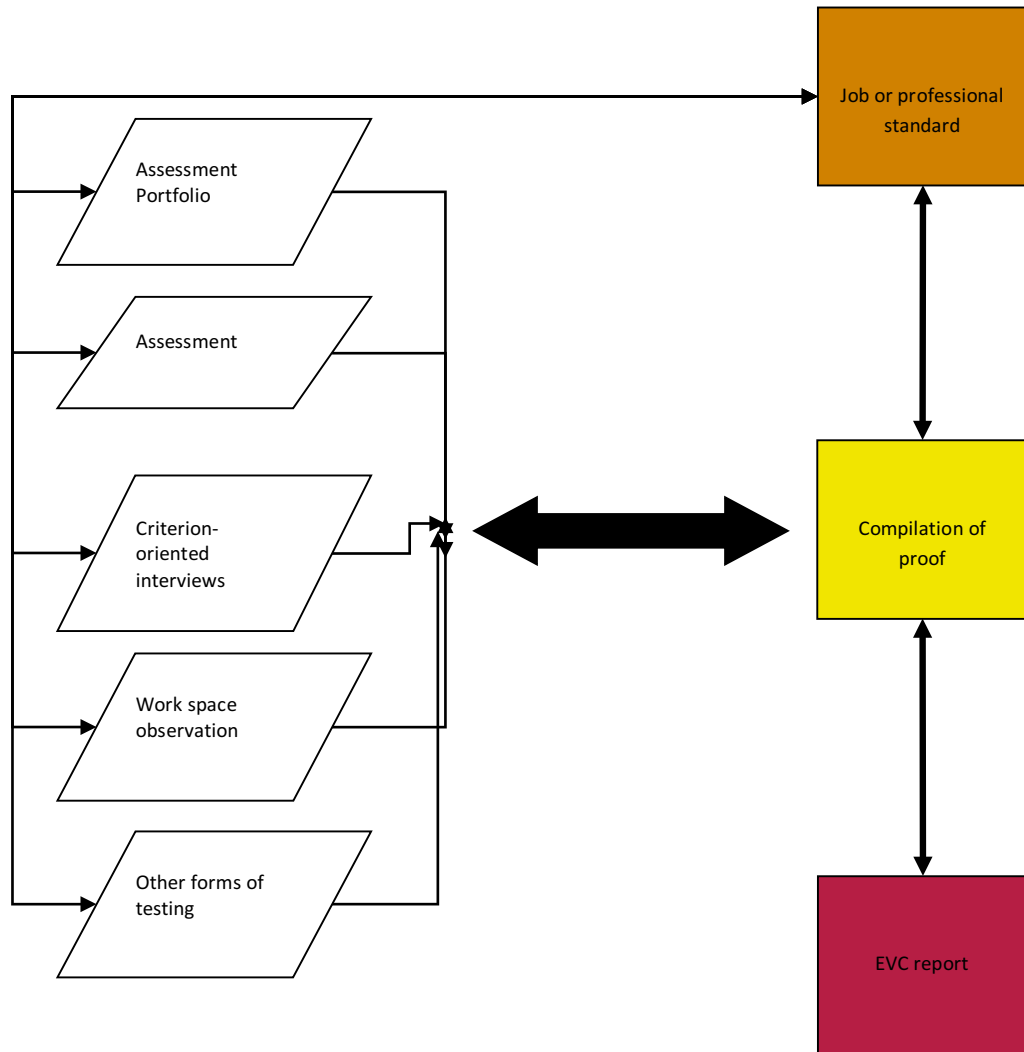 Job or professional
standard
Assessment
Portfolio
Assessment
Criterion-
oriented
interviews
Compilation of
proof
Work space
observation
Other forms of
testing
EVC report